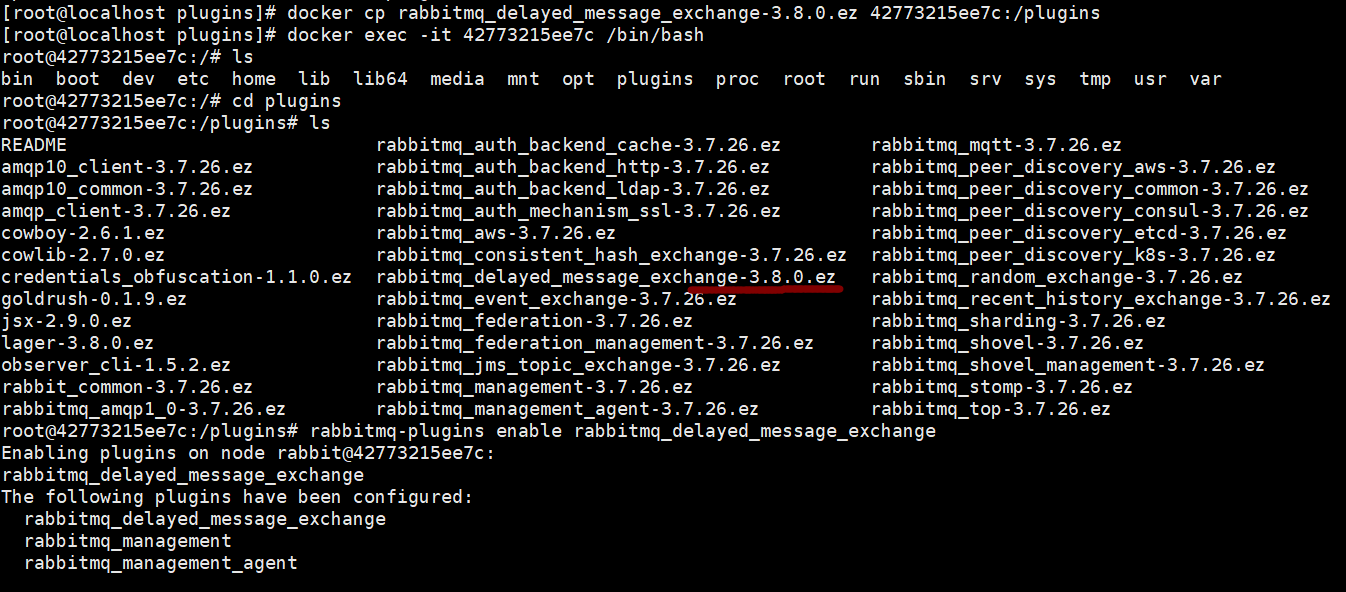 [root@localhost plugins]# docker cp rabbitmq_delayed_message_exchange-3.8.0.ez 42773215ee7c:/plugins
[root@localhost plugins]# docker exec -it 42773215ee7c /bin/bash
root@42773215ee7c:/# ls
bin  boot  dev  etc  home  lib  lib64  media  mnt  opt  plugins  proc  root  run  sbin  srv  sys  tmp  usr  var
root@42773215ee7c:/# cd plugins
root@42773215ee7c:/plugins# ls
README                            rabbitmq_auth_backend_cache-3.7.26.ez        rabbitmq_mqtt-3.7.26.ez
amqp10_client-3.7.26.ez           rabbitmq_auth_backend_http-3.7.26.ez         rabbitmq_peer_discovery_aws-3.7.26.ez
amqp10_common-3.7.26.ez           rabbitmq_auth_backend_ldap-3.7.26.ez         rabbitmq_peer_discovery_common-3.7.26.ez
amqp_client-3.7.26.ez             rabbitmq_auth_mechanism_ssl-3.7.26.ez        rabbitmq_peer_discovery_consul-3.7.26.ez
cowboy-2.6.1.ez                   rabbitmq_aws-3.7.26.ez                       rabbitmq_peer_discovery_etcd-3.7.26.ez
cowlib-2.7.0.ez                   rabbitmq_consistent_hash_exchange-3.7.26.ez  rabbitmq_peer_discovery_k8s-3.7.26.ez
credentials_obfuscation-1.1.0.ez  rabbitmq_delayed_message_exchange-3.8.0.ez   rabbitmq_random_exchange-3.7.26.ez
goldrush-0.1.9.ez                 rabbitmq_event_exchange-3.7.26.ez            rabbitmq_recent_history_exchange-3.7.26.ez
jsx-2.9.0.ez                      rabbitmq_federation-3.7.26.ez                rabbitmq_sharding-3.7.26.ez
lager-3.8.0.ez                    rabbitmq_federation_management-3.7.26.ez     rabbitmq_shovel-3.7.26.ez
observer_cli-1.5.2.ez             rabbitmq_jms_topic_exchange-3.7.26.ez        rabbitmq_shovel_management-3.7.26.ez
rabbit_common-3.7.26.ez           rabbitmq_management-3.7.26.ez                rabbitmq_stomp-3.7.26.ez
rabbitmq_amqp1_0-3.7.26.ez        rabbitmq_management_agent-3.7.26.ez          rabbitmq_top-3.7.26.ez
root@42773215ee7c:/plugins# rabbitmq-plugins enable rabbitmq_delayed_message_exchange
Enabling plugins on node rabbit@42773215ee7c:
rabbitmq_delayed_message_exchange
The following plugins have been configured:
  rabbitmq_delayed_message_exchange
  rabbitmq_management
  rabbitmq_management_agent